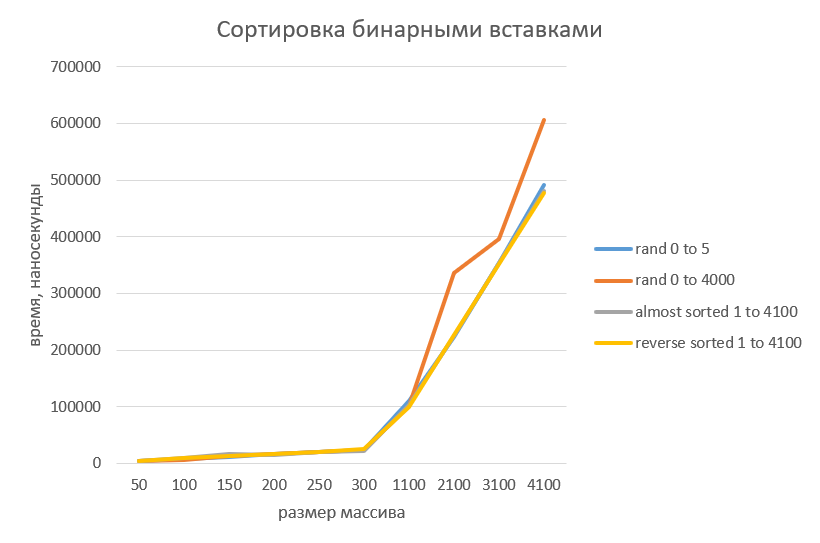 Сортировка бинарными вставками
700000
600000
500000
400000
300000
200000
100000
0
время, наносекунды
50 100 150 200 250 300 1100 2100 3100 4100
размер массива
rand 0 to 5
rand 0 to 4000
almost sorted 1 to 4100
reverse sorted 1 to 4100